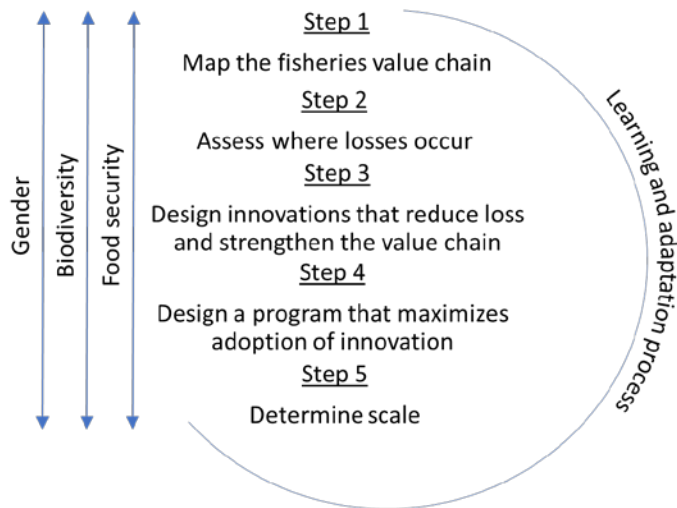 Step 1
Map the fisheries value chain
Step 2
Assess where losses occur
Step 3
Design innovations that reduce loss
and strengthen the value chain
Step 4
Design a program that maximizes
adoption of innovation
Step 5
Determine scale
Gender
Biodiversity
Food security
Learning and adaptation process